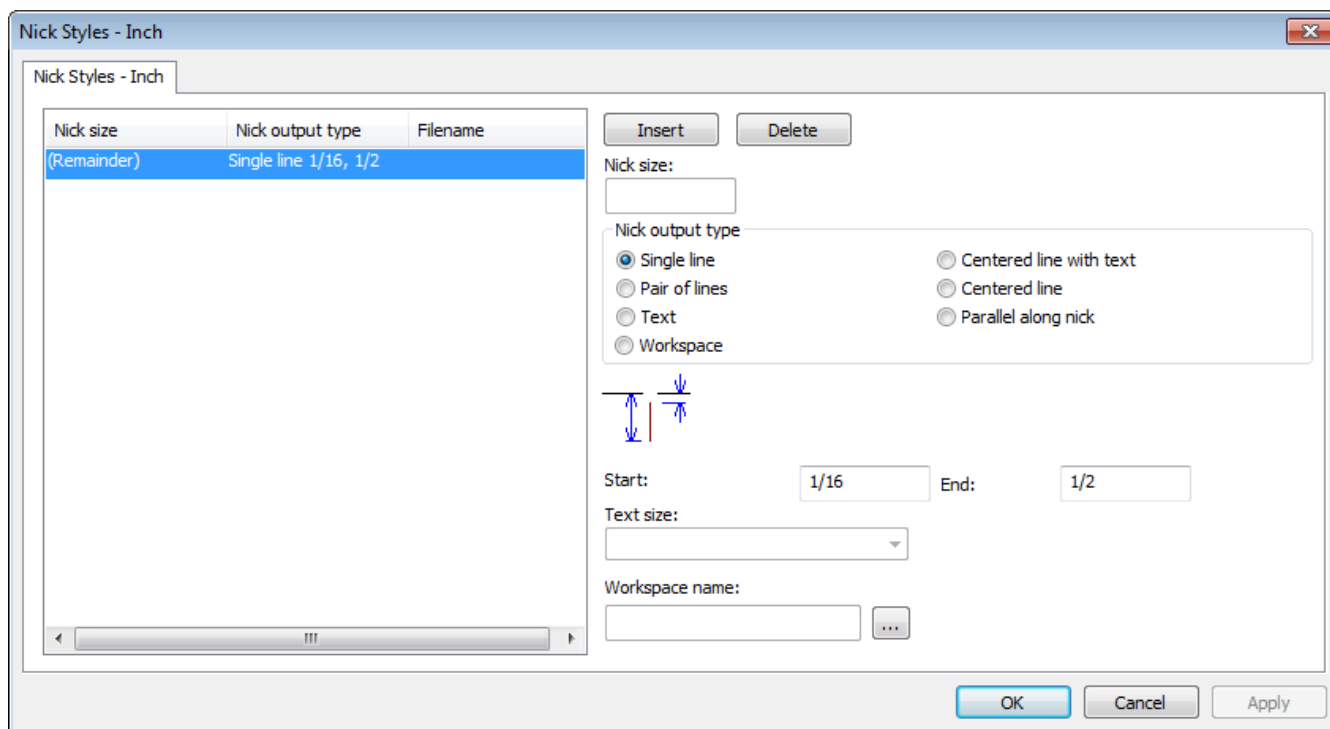 Nick Styles - Inch
Nick Styles - Inch
Nick size Nick output type Filename
(Remainder) Single line 1/16, 1/2
Insert Delete
Nick size:
Nick output type
Single line Centered line with text
Pair of lines Centered line
Text Parallel along nick
Workspace
Start: 1/16 End: 1/2
Text size:
Workspace name:
...
OK Cancel Apply